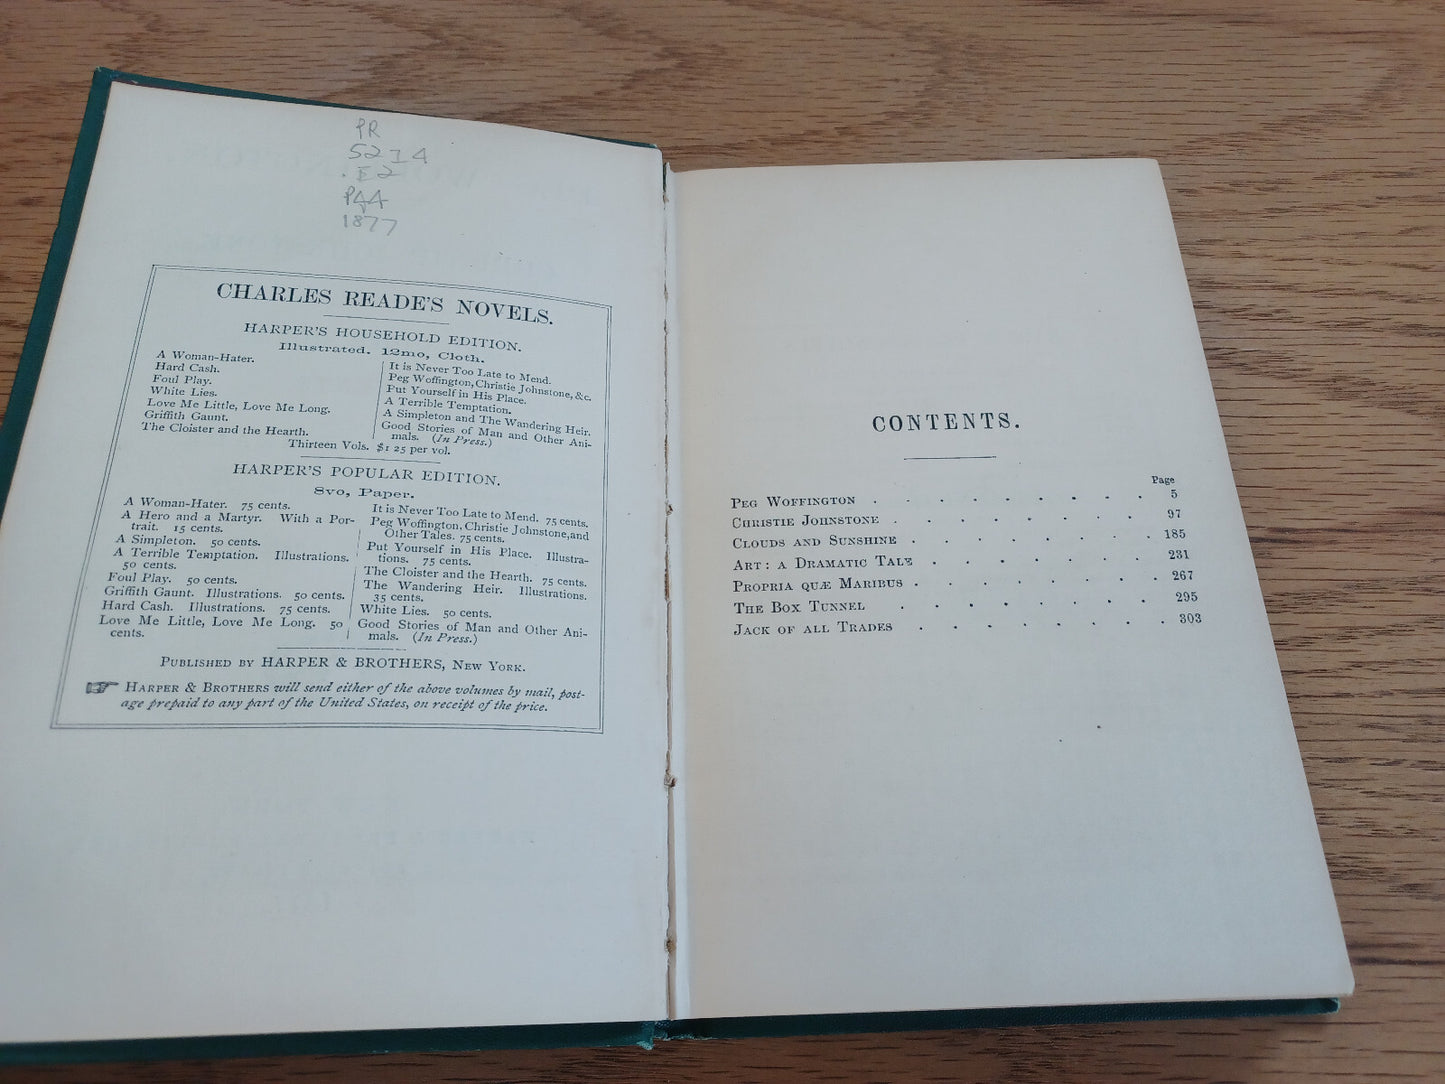 PR
5214
.E2
PAA
1877
CHARLES READE'S NOVELS.
HARPER'S HOUSEHOLD EDITION.
Illustrated. 12mo, Cloth.
A Woman-Hater.
Hard Cash.
Foul Play.
White Lies.
Love Me Little, Love Me Long.
Griffith Gaunt.
The Cloister and the Hearth.
It is Never Too Late to Mend.
Peg Woffington, Christie Johnstone, &c.
Put Yourself in His Place.
A Terrible Temptation.
A Simpleton and The Wandering Heir.
Good Stories of Man and Other Ani-
mals. (In Press.)
Thirteen Vols. $1 25 per vol.
HARPER'S POPULAR EDITION.
8vo, Paper.
A Woman-Hater. 75 cents.
A Hero and a Martyr. With a Por-
trait. 15 cents.
A Simpleton. 50 cents.
A Terrible Temptation. Illustrations.
50 cents.
Foul Play. 50 cents.
Griffith Gaunt. Illustrations. 50 cents.
Hard Cash. Illustrations. 75 cents.
Love Me Little, Love Me Long. 50
cents.
It is Never Too Late to Mend. 75 cents.
Peg Woffington, Christie Johnstone, and
Other Tales. 75 cents.
Put Yourself in His Place. Illustra-
tions. 75 cents.
The Cloister and the Hearth. 75 cents.
The Wandering Heir. Illustrations.
35 cents.
White Lies. 50 cents.
Good Stories of Man and Other Ani-
mals. (In Press.)
PUBLISHED BY HARPER & BROTHERS, NEW YORK.
☞ HARPER & BROTHERS will send either of the above volumes by mail, post-
age prepaid to any part of the United States, on receipt of the price.
CONTENTS.
Page
PEG WOFFINGTON . . . . . . . . . . 5
CHRISTIE JOHNSTONE . . . . . . . . . 97
CLOUDS AND SUNSHINE . . . . . . . . 185
ART: A DRAMATIC TALE . . . . . . . 231
PROPRIA QUÆ MARIBUS . . . . . . . . 267
THE BOX TUNNEL . . . . . . . . 295
JACK OF ALL TRADES . . . . . . . . 303